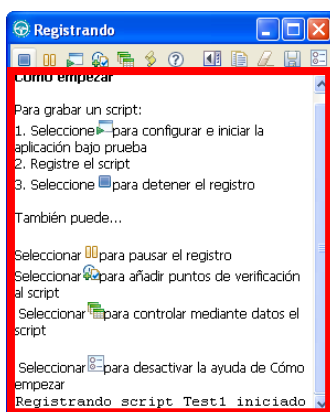 Registrando
Cómo empezar
Para grabar un script:
1. Seleccione para configurar e iniciar la
aplicación bajo prueba
2. Registre el script
3. Seleccione para detener el registro
También puede...
Seleccionar para pausar el registro
Seleccionar para añadir puntos de verificación
al script
Seleccionar para controlar mediante datos el
script
Seleccionar para desactivar la ayuda de Cómo
empezar
Registrando script Test1 iniciado